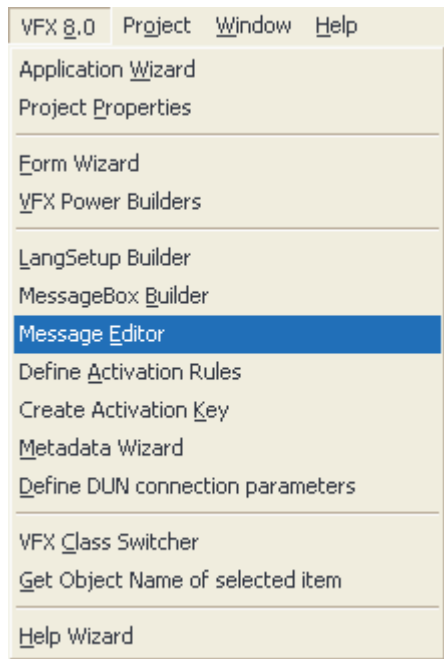 VFX 8.0 Project Window Help
Application Wizard
Project Properties
Form Wizard
VFX Power Builders
LangSetup Builder
MessageBox Builder
Message Editor
Define Activation Rules
Create Activation Key
Metadata Wizard
Define DUN connection parameters
VFX Class Switcher
Get Object Name of selected item
Help Wizard